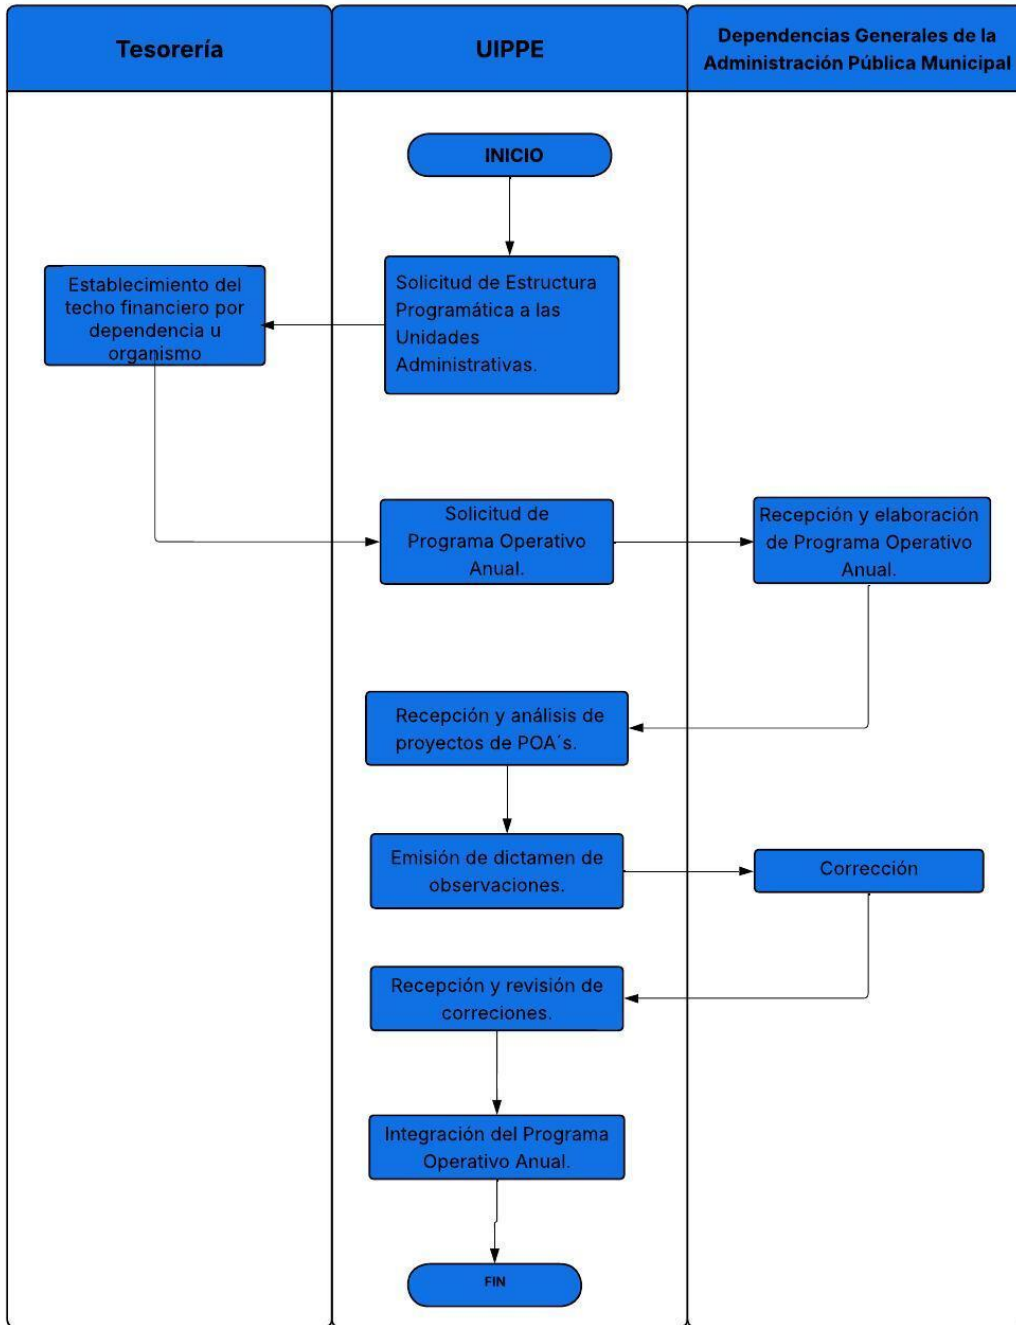 Tesorería
UIPPE
Dependencias Generales de la
Administración Pública Municipal
INICIO
Solicitud de Estructura
Programática a las
Unidades
Administrativas.
Establecimiento del
techo financiero por
dependencia u
organismo
Solicitud de
Programa Operativo
Anual.
Recepción y elaboración
de Programa Operativo
Anual.
Recepción y análisis de
proyectos de POA´s.
Emisión de dictamen de
observaciones.
Corrección
Recepción y revisión de
correciones.
Integración del Programa
Operativo Anual.
FIN